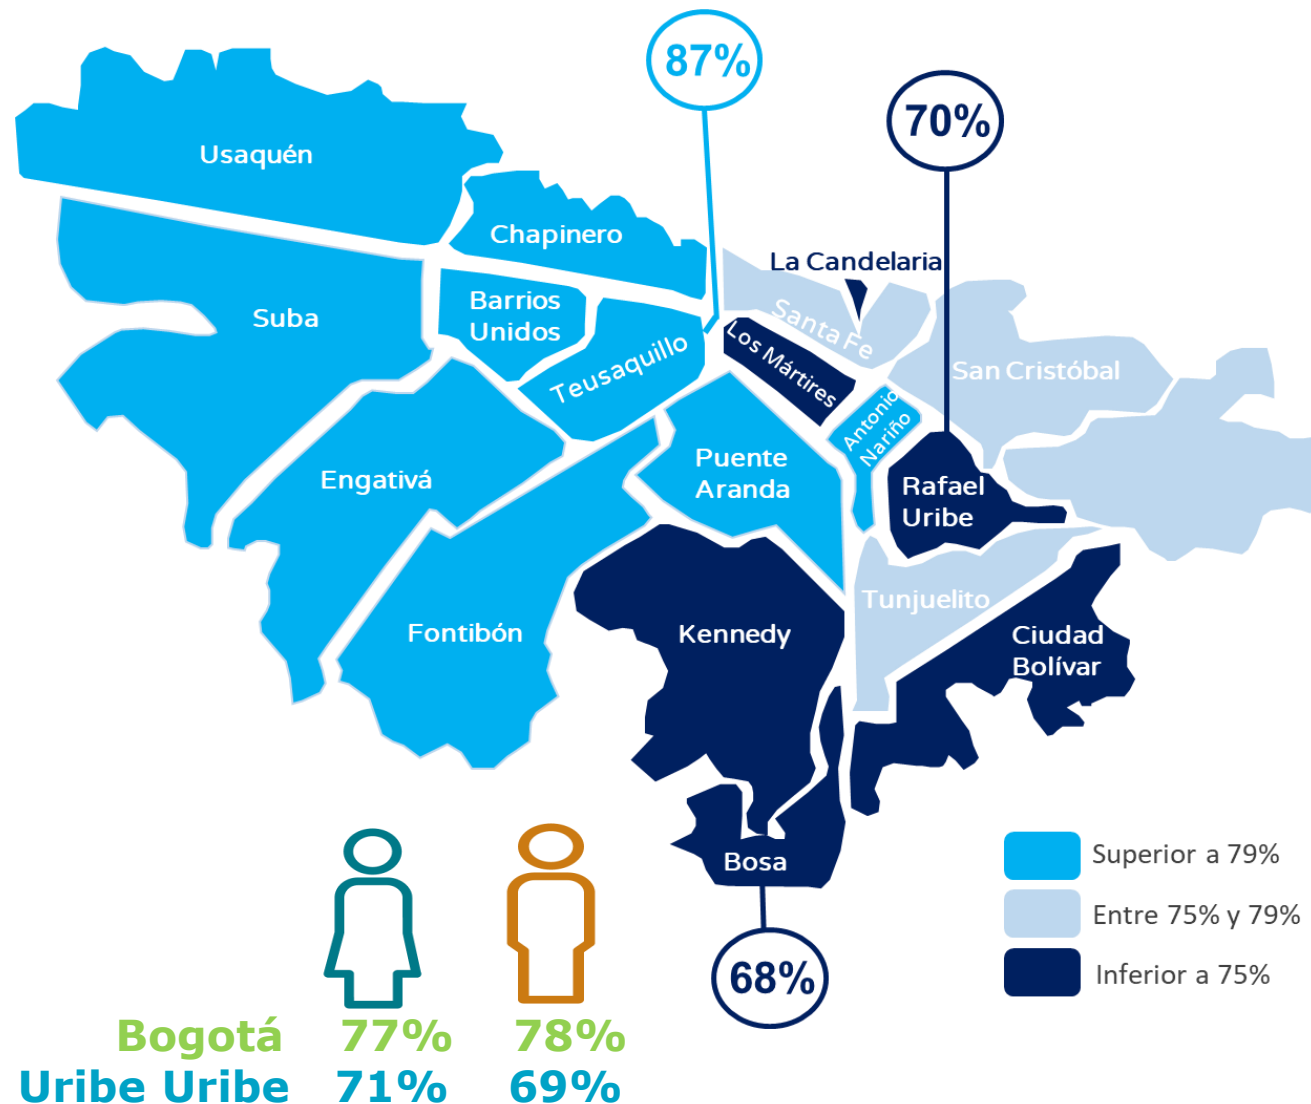 87%
70%
Usaquén
Chapinero
La Candelaria
Barrios
Unidos
Suba
Santa Fe
Teusaquillo
Los Mártires
San Cristóbal
Antonio
Nariño
Puente
Aranda
Engativá
Rafael
Uribe
Tunjuelito
Fontibón
Kennedy
Ciudad
Bolívar
Bosa
68%
Superior a 79%
Entre 75% y 79%
Inferior a 75%
Bogotá 77% 78%
Uribe Uribe 71% 69%